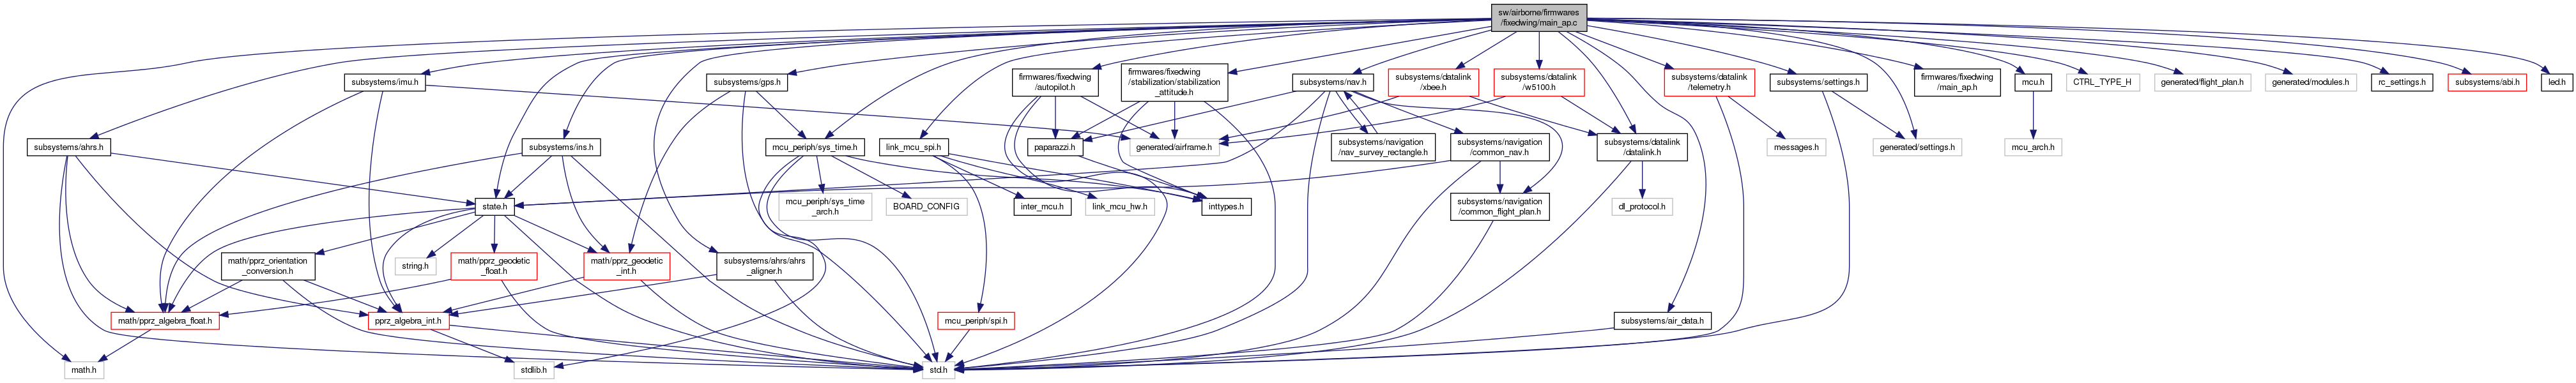 sw/airborne/firmwares
/fixedwing/main_ap.c
subsystems/imu.h
subsystems/gps.h
firmwares/fixedwing
/autopilot.h
firmwares/fixedwing
/stabilization/stabilization
_attitude.h
subsystems/nav.h
subsystems/datalink
/xbee.h
subsystems/datalink
/w5100.h
subsystems/datalink
/telemetry.h
subsystems/settings.h
firmwares/fixedwing
/main_ap.h
mcu.h
CTRL_TYPE_H
generated/flight_plan.h
generated/modules.h
rc_settings.h
subsystems/abi.h
led.h
subsystems/ahrs.h
subsystems/ins.h
mcu_periph/sys_time.h
link_mcu_spi.h
paparazzi.h
generated/airframe.h
subsystems/navigation
/nav_survey_rectangle.h
subsystems/navigation
/common_nav.h
subsystems/datalink
/datalink.h
messages.h
generated/settings.h
mcu_arch.h
state.h
mcu_periph/sys_time
_arch.h
BOARD_CONFIG
inter_mcu.h
link_mcu_hw.h
inttypes.h
subsystems/navigation
/common_flight_plan.h
dl_protocol.h
math/pprz_orientation
_conversion.h
string.h
math/pprz_geodetic
_float.h
math/pprz_geodetic
_int.h
subsystems/ahrs/ahrs
_aligner.h
math/pprz_algebra_float.h
pprz_algebra_int.h
mcu_periph/spi.h
subsystems/air_data.h
math.h
stdlib.h
std.h